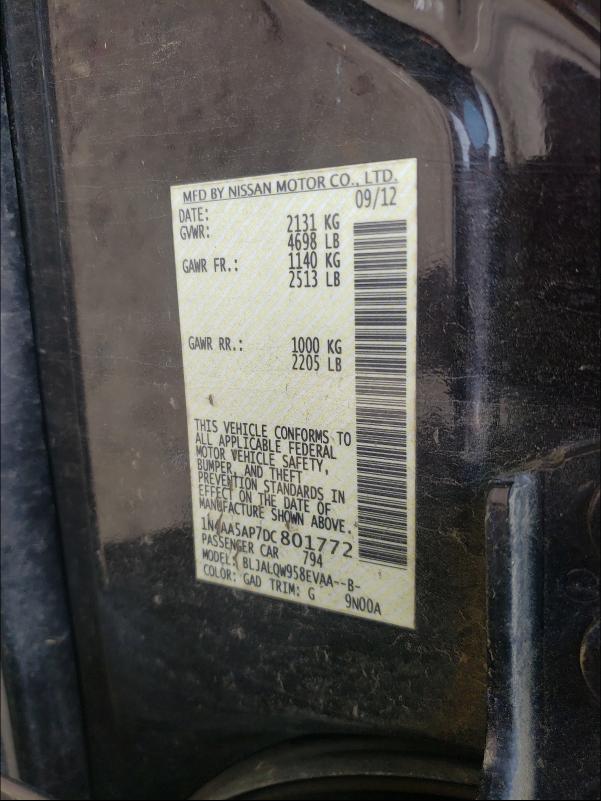 MFD BY NISSAN MOTOR CO., LTD.
DATE: 09/12
GVWR: 2131 KG
4698 LB
GAWR FR.: 1140 KG
2513 LB
GAWR RR.: 1000 KG
2205 LB
THIS VEHICLE CONFORMS TO
ALL APPLICABLE FEDERAL
MOTOR VEHICLE SAFETY,
BUMPER, AND THEFT
PREVENTION STANDARDS IN
EFFECT ON THE DATE OF
MANUFACTURE SHOWN ABOVE.
1N4AA5AP7DC801772
PASSENGER CAR 794
MODEL: BLJALQW958EVAA--B-
COLOR: GAD TRIM: G 9N00A